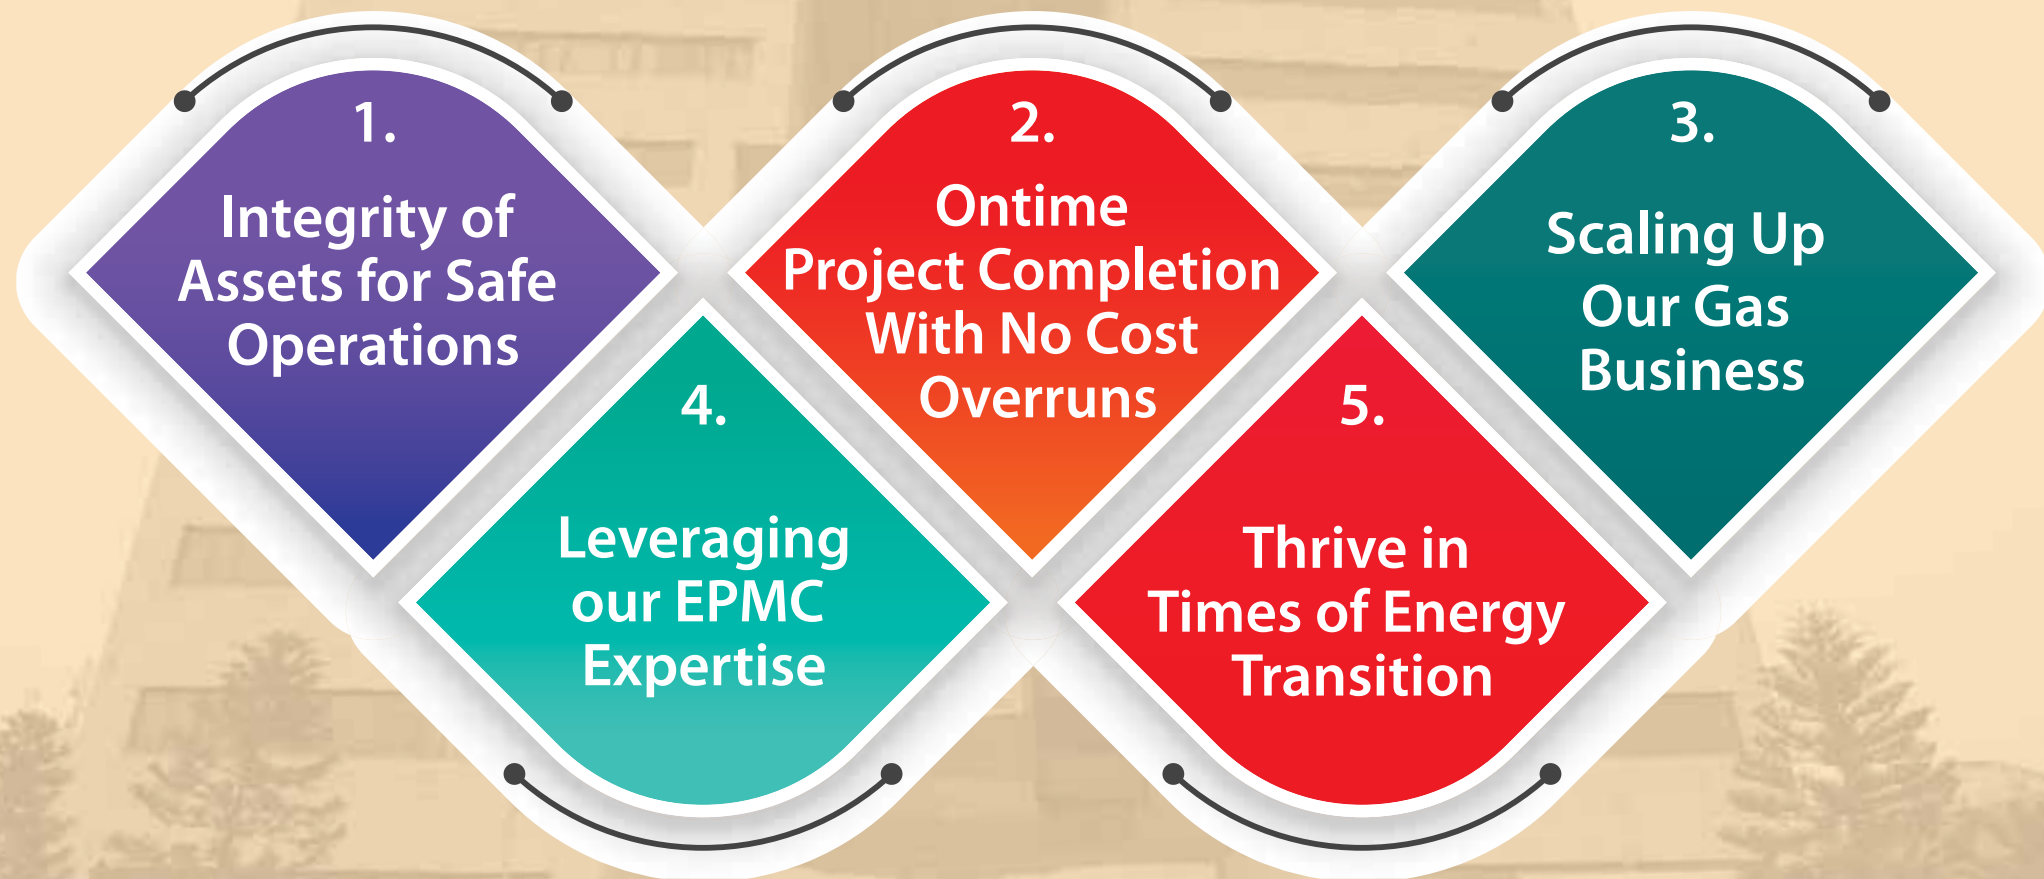 1.
Integrity of
Assets for Safe
Operations
2.
Ontime
Project Completion
With No Cost
Overruns
3.
Scaling Up
Our Gas
Business
4.
Leveraging
our EPMC
Expertise
5.
Thrive in
Times of Energy
Transition